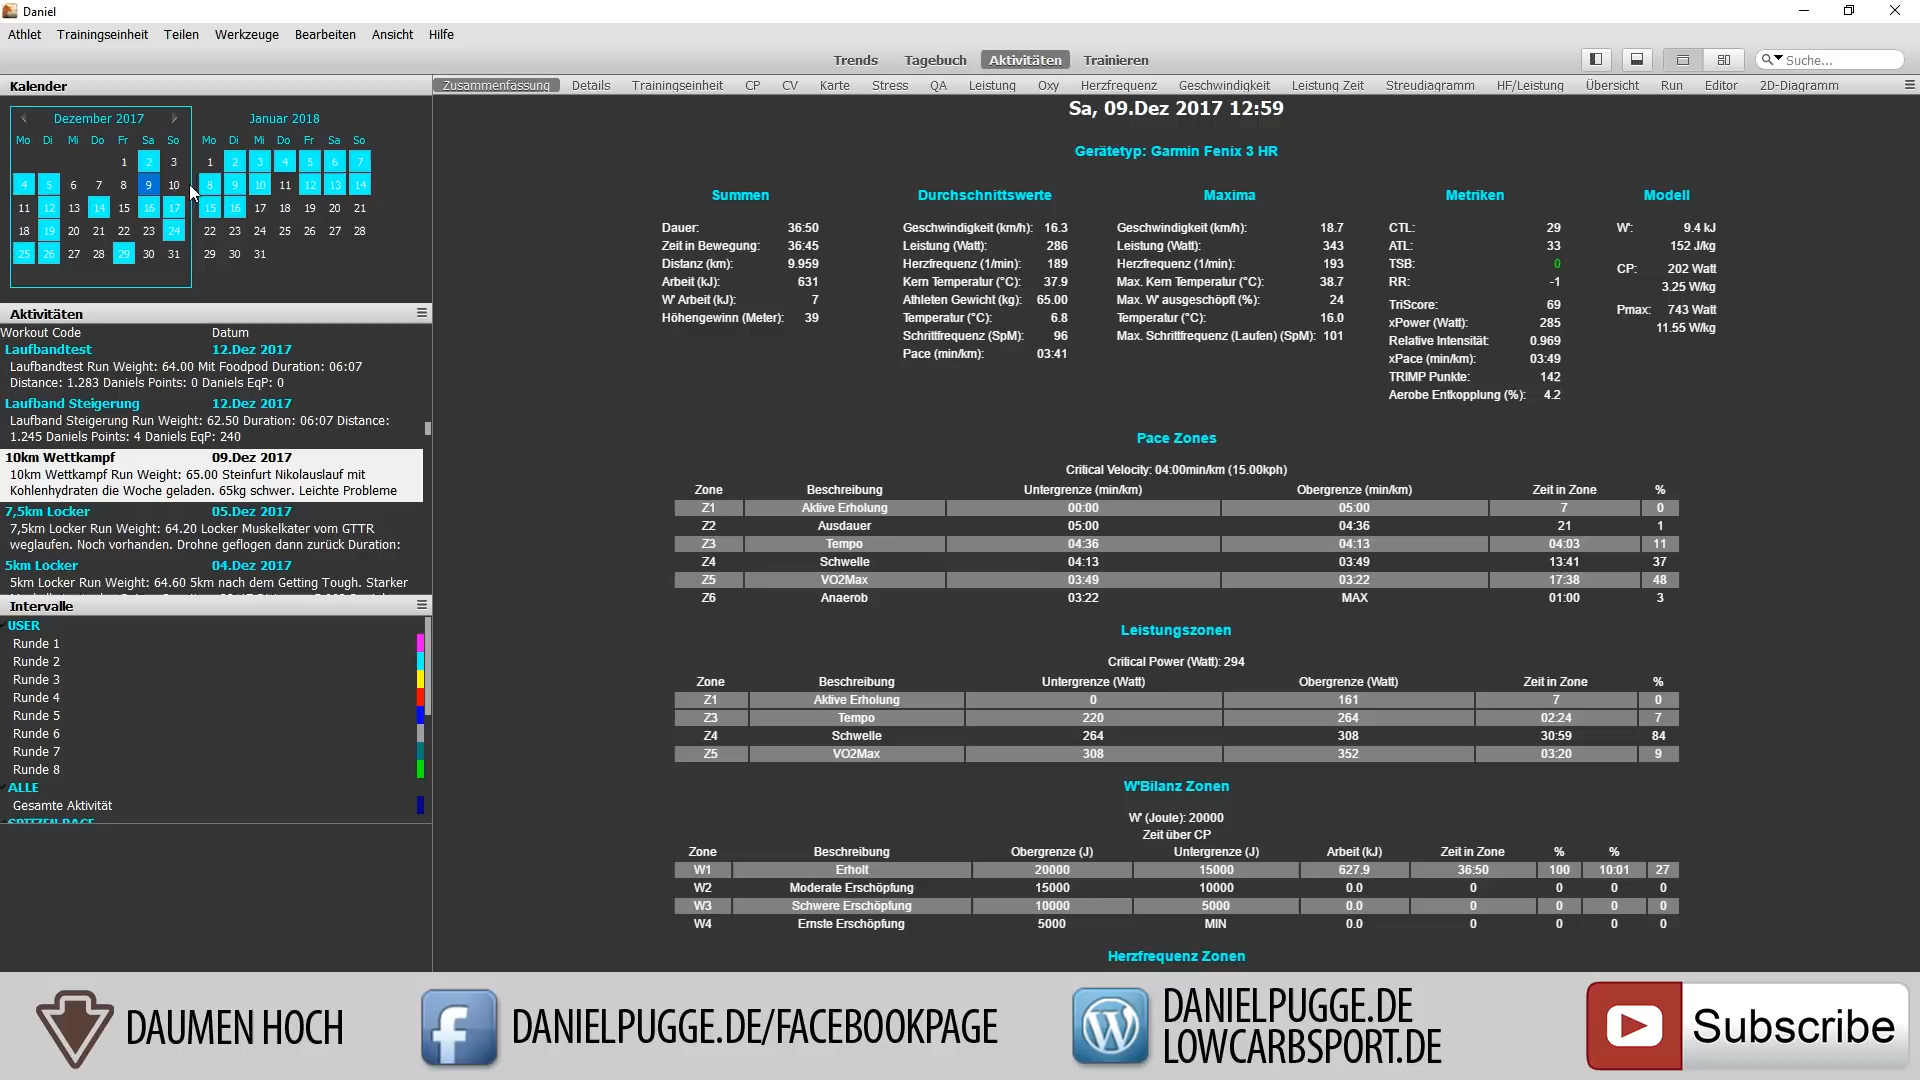 Daniel
Athlet Trainingseinheit Teilen Werkzeuge Bearbeiten Ansicht Hilfe
Trends Tagebuch Aktivitäten Trainieren Suche...
Kalender
Zusammenfassung Details Trainingseinheit CP CV Karte Stress QA Leistung Oxy Herzfrequenz Geschwindigkeit Leistung Zeit Streudiagramm HF/Leistung Übersicht Run Editor 2D-Diagramm
Dezember 2017
Mo Di Mi Do Fr Sa So
1 2 3
4 5 6 7 8 9 10
11 12 13 14 15 16 17
18 19 20 21 22 23 24
25 26 27 28 29 30 31
Januar 2018
Mo Di Mi Do Fr Sa So
1 2 3 4 5 6 7
8 9 10 11 12 13 14
15 16 17 18 19 20 21
22 23 24 25 26 27 28
29 30 31
Aktivitäten
Workout Code Datum
Laufbandtest 12.Dez 2017
Laufbandtest Run Weight: 64.00 Mit Foodpod Duration: 06:07
Distance: 1.283 Daniels Points: 0 Daniels EqP: 0
Laufband Steigerung 12.Dez 2017
Laufband Steigerung Run Weight: 62.50 Duration: 06:07 Distance:
1.245 Daniels Points: 4 Daniels EqP: 240
10km Wettkampf 09.Dez 2017
10km Wettkampf Run Weight: 65.00 Steinfurt Nikolauslauf mit
Kohlenhydraten die Woche geladen. 65kg schwer. Leichte Probleme
7,5km Locker 05.Dez 2017
7,5km Locker Run Weight: 64.20 Locker Muskelkater vom GTTR
weglaufen. Noch vorhanden. Drohne geflogen dann zurück Duration:
5km Locker 04.Dez 2017
5km Locker Run Weight: 64.60 5km nach dem Getting Tough. Starker
Intervalle
USER
Runde 1
Runde 2
Runde 3
Runde 4
Runde 5
Runde 6
Runde 7
Runde 8
ALLE
Gesamte Aktivität
SPITZEN PACE
Sa, 09.Dez 2017 12:59
Gerätetyp: Garmin Fenix 3 HR
Summen
Dauer: 36:50
Zeit in Bewegung: 36:45
Distanz (km): 9.959
Arbeit (kJ): 631
W' Arbeit (kJ): 7
Höhengewinn (Meter): 39
Durchschnittswerte
Geschwindigkeit (km/h): 16.3
Leistung (Watt): 286
Herzfrequenz (1/min): 189
Kern Temperatur (°C): 37.9
Athleten Gewicht (kg): 65.00
Temperatur (°C): 6.8
Schrittfrequenz (SpM): 96
Pace (min/km): 03:41
Maxima
Geschwindigkeit (km/h): 18.7
Leistung (Watt): 343
Herzfrequenz (1/min): 193
Max. Kern Temperatur (°C): 38.7
Max. W' ausgeschöpft (%): 24
Temperatur (°C): 16.0
Max. Schrittfrequenz (Laufen) (SpM): 101
Metriken
CTL: 29
ATL: 33
TSB: 0
RR: -1
TriScore: 69
xPower (Watt): 285
Relative Intensität: 0.969
xPace (min/km): 03:49
TRIMP Punkte: 142
Aerobe Entkopplung (%): 4.2
Modell
W': 9.4 kJ
152 J/kg
CP: 202 Watt
3.25 W/kg
Pmax: 743 Watt
11.55 W/kg
Pace Zones
Critical Velocity: 04:00min/km (15.00kph)
Zone Beschreibung Untergrenze (min/km) Obergrenze (min/km) Zeit in Zone %
Z1 Aktive Erholung 00:00 05:00 7 0
Z2 Ausdauer 05:00 04:36 21 1
Z3 Tempo 04:36 04:13 04:03 11
Z4 Schwelle 04:13 03:49 13:41 37
Z5 VO2Max 03:49 03:22 17:38 48
Z6 Anaerob 03:22 MAX 01:00 3
Leistungszonen
Critical Power (Watt): 294
Zone Beschreibung Untergrenze (Watt) Obergrenze (Watt) Zeit in Zone %
Z1 Aktive Erholung 0 161 7 0
Z3 Tempo 220 264 02:24 7
Z4 Schwelle 264 308 30:59 84
Z5 VO2Max 308 352 03:20 9
W'Bilanz Zonen
W' (Joule): 20000
Zeit über CP
Zone Beschreibung Obergrenze (J) Untergrenze (J) Arbeit (kJ) Zeit in Zone % %
W1 Erholt 20000 15000 627.9 36:50 100 10:01 27
W2 Moderate Erschöpfung 15000 10000 0.0 0 0 0 0
W3 Schwere Erschöpfung 10000 5000 0.0 0 0 0 0
W4 Ernste Erschöpfung 5000 MIN 0.0 0 0 0 0
Herzfrequenz Zonen
DAUMEN HOCH
DANIELPUGGE.DE/FACEBOOKPAGE
DANIELPUGGE.DE
LOWCARBSPORT.DE
Subscribe